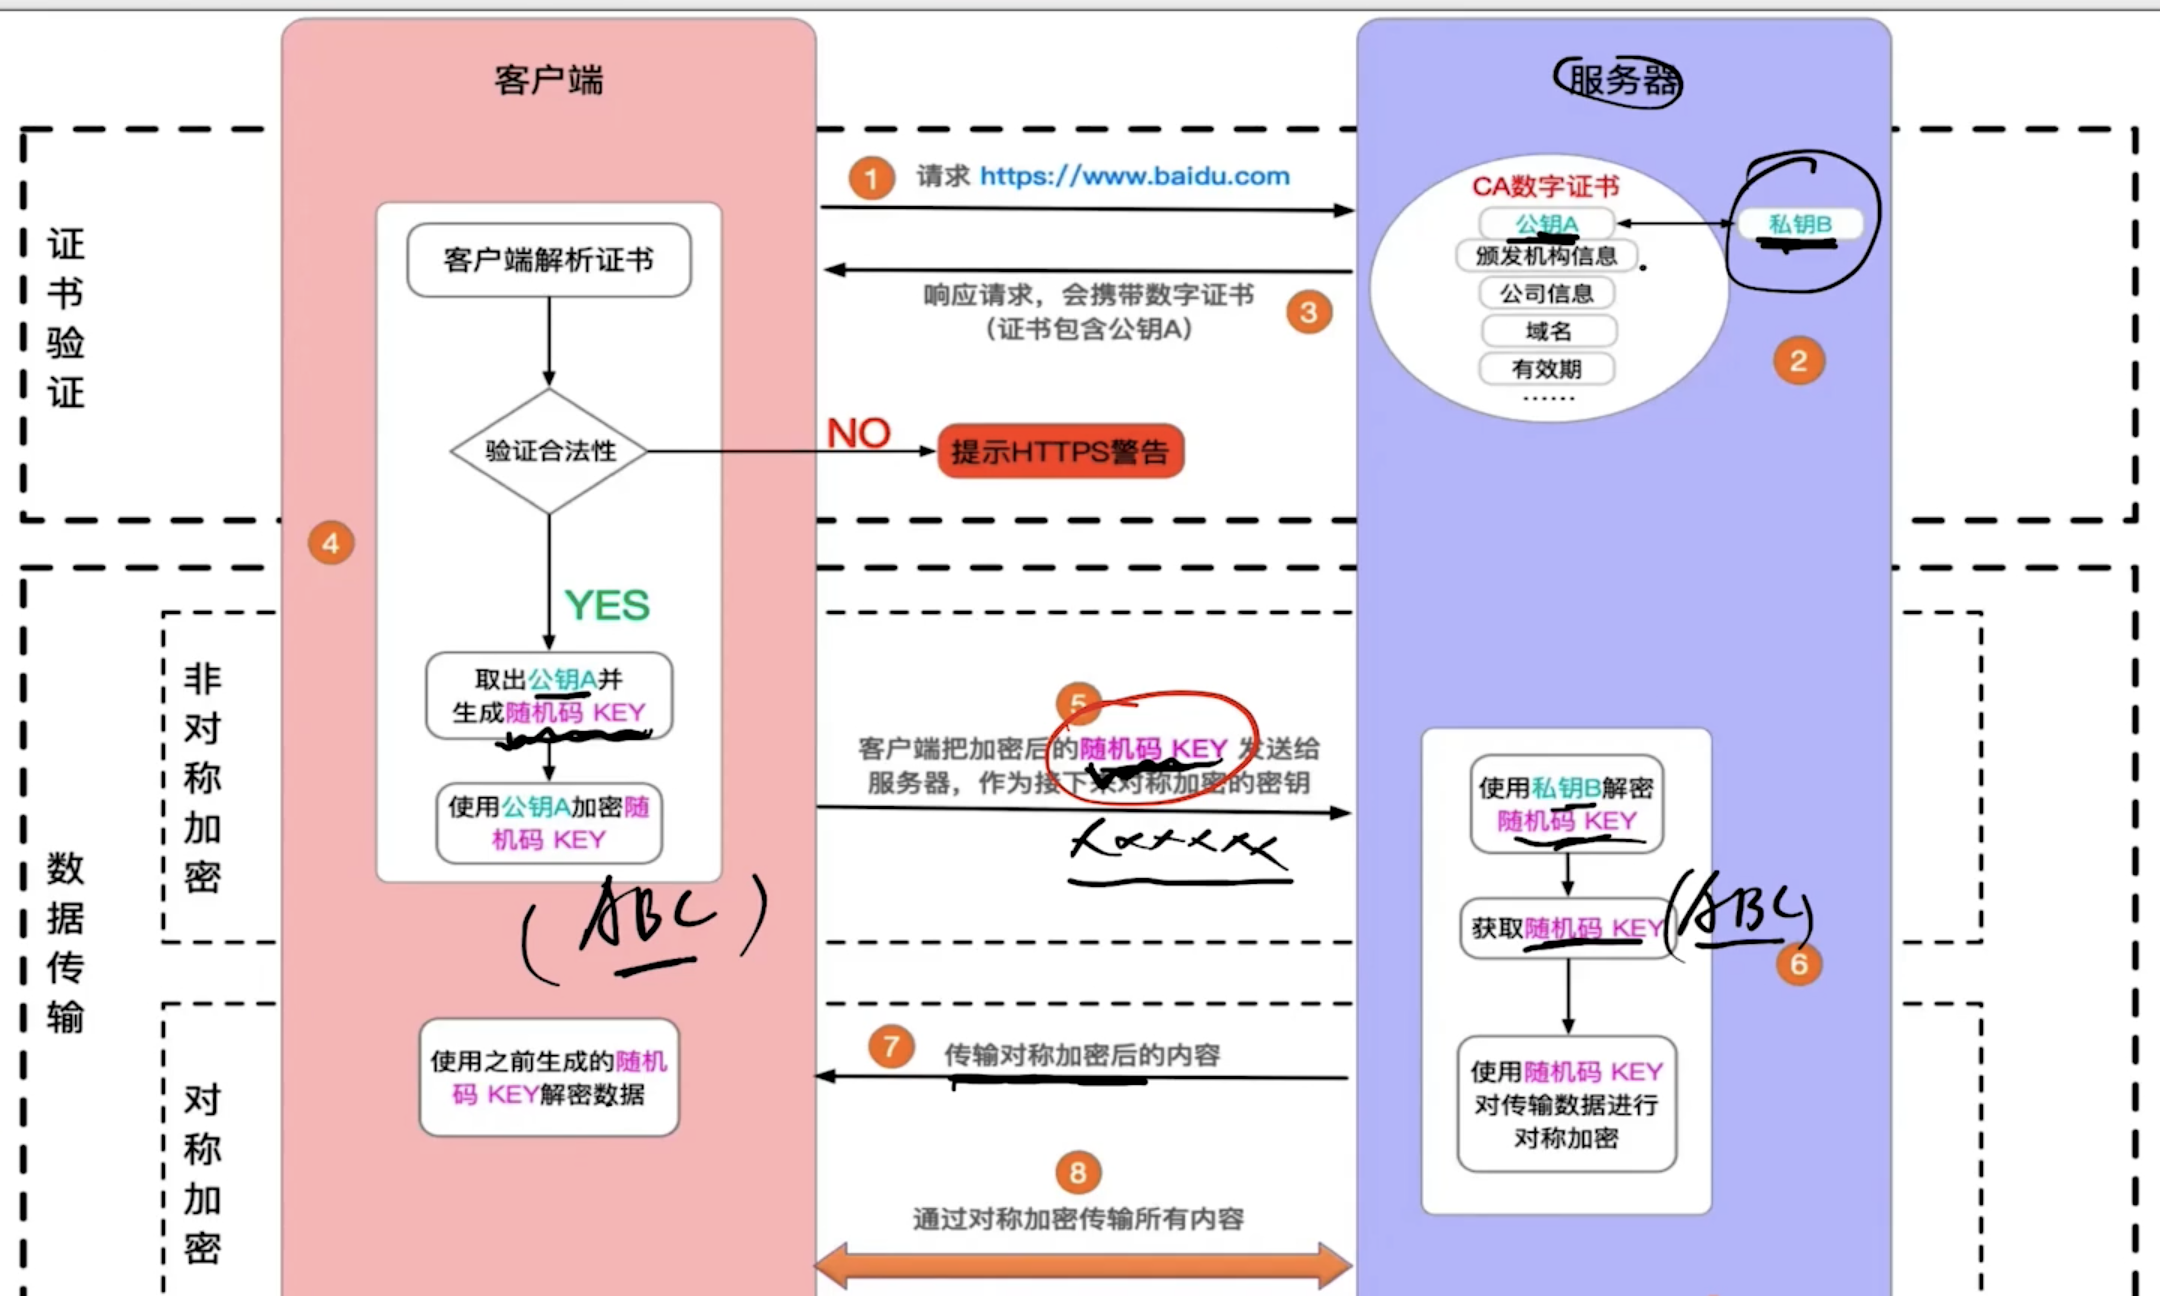 客户端
服务器
证书验证
1
请求 https://www.baidu.com
CA数字证书
公钥A
私钥B
颁发机构信息
公司信息
域名
有效期
......
2
响应请求，会携带数字证书
（证书包含公钥A）
3
客户端解析证书
验证合法性
NO
提示HTTPS警告
4
YES
数据传输
非对称加密
取出公钥A并
生成随机码 KEY
使用公钥A加密随
机码 KEY
(ABC)
5
客户端把加密后的随机码 KEY 发送给
服务器，作为接下来对称加密的密钥
xxxxxx
使用私钥B解密
随机码 KEY
获取随机码 KEY
(ABC)
6
使用随机码 KEY
对传输数据进行
对称加密
对称加密
7
传输对称加密后的内容
使用之前生成的随机
码 KEY解密数据
8
通过对称加密传输所有内容